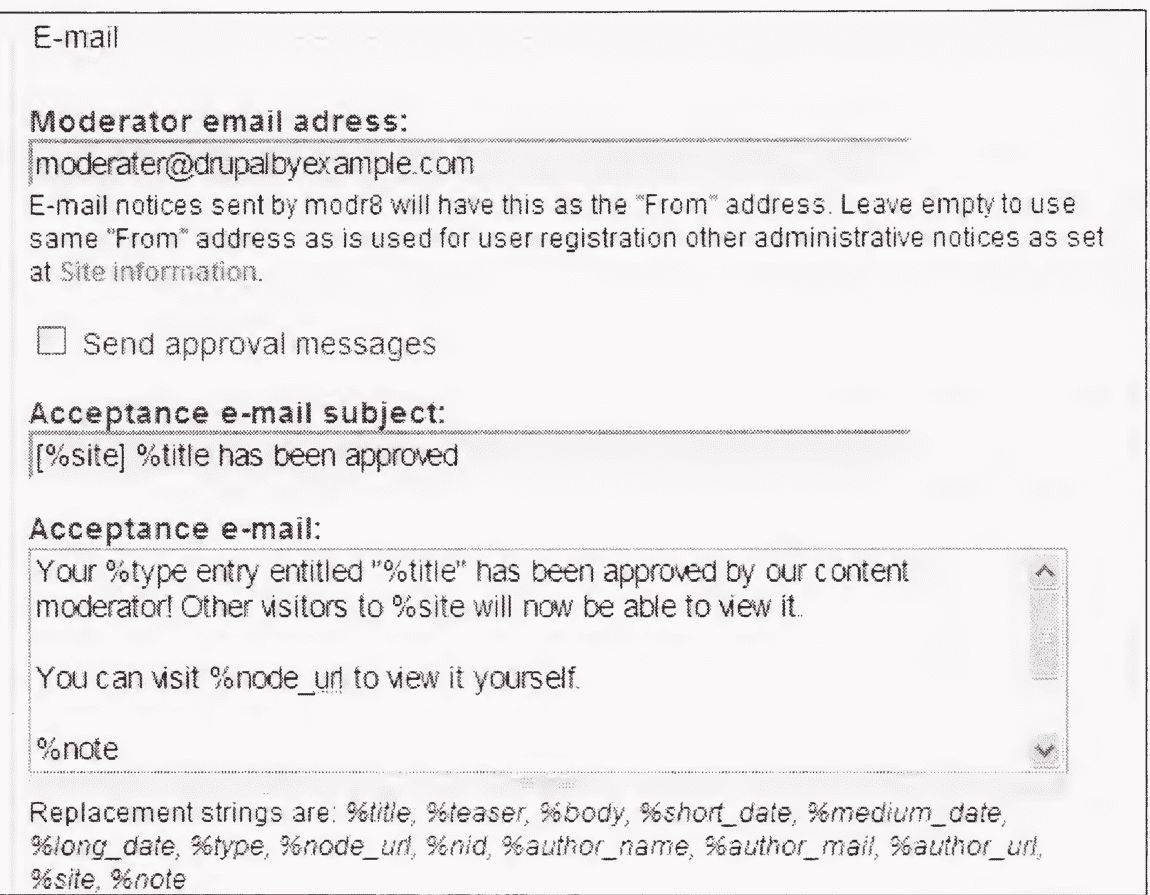 E-mail
Moderator email adress:
moderater@drupalbyexample.com
E-mail notices sent by modr8 will have this as the "From" address. Leave empty to use
same "From" address as is used for user registration other administrative notices as set
at Site information.
Send approval messages
Acceptance e-mail subject:
[%site] %title has been approved
Acceptance e-mail:
Your %type entry entitled "%title" has been approved by our content
moderator! Other visitors to %site will now be able to view it.
You can visit %node_url to view it yourself.
%note
Replacement strings are: %title, %teaser, %body, %short_date, %medium_date,
%long_date, %type, %node_url, %nid, %author_name, %author_mail, %author_url,
%site, %note